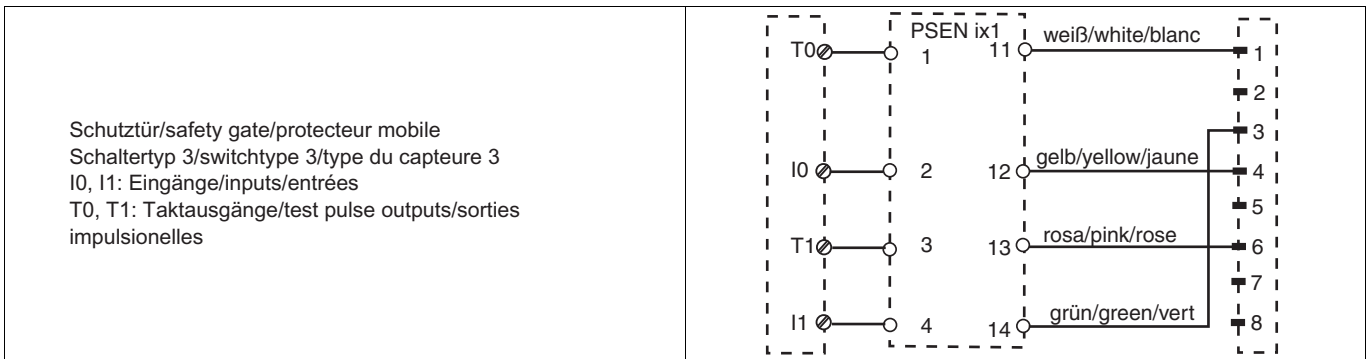 Schutztür/safety gate/protecteur mobile
Schaltertyp 3/switchtype 3/type du capteure 3
I0, I1: Eingänge/inputs/entrées
T0, T1: Taktausgänge/test pulse outputs/sorties
impulsionelles
PSEN ix1
T0 1 11 weiß/white/blanc 1
2
3
I0 2 12 gelb/yellow/jaune 4
5
T1 3 13 rosa/pink/rose 6
7
I1 4 14 grün/green/vert 8